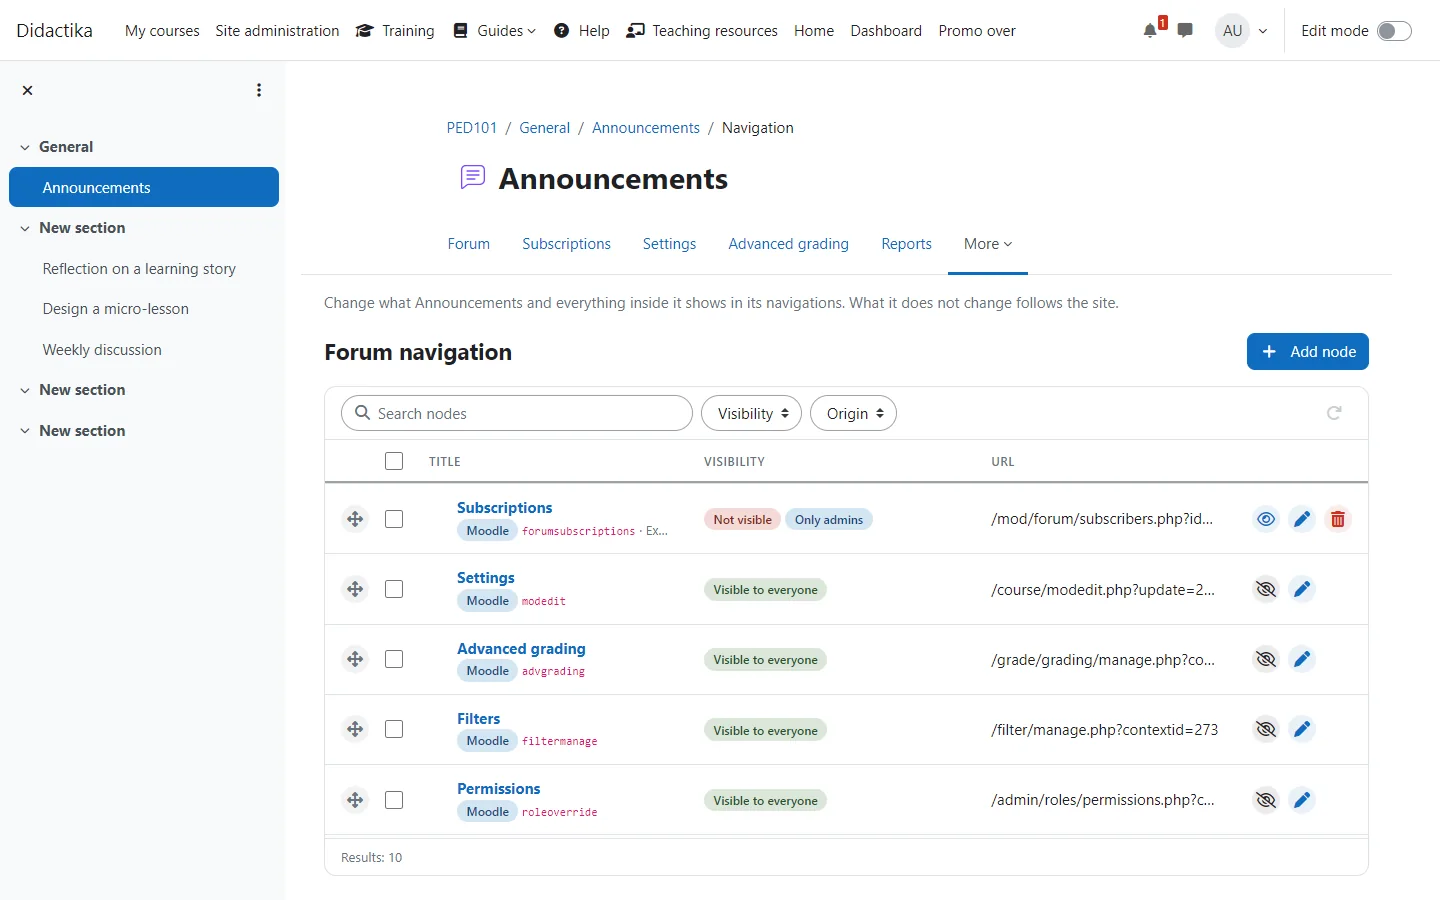 Didactika
My courses
Site administration
Training
Guides
Help
Teaching resources
Home
Dashboard
Promo over
1
AU
Edit mode
General
Announcements
New section
Reflection on a learning story
Design a micro-lesson
Weekly discussion
New section
New section
PED101 / General / Announcements / Navigation
Announcements
Forum
Subscriptions
Settings
Advanced grading
Reports
More
Change what Announcements and everything inside it shows in its navigations. What it does not change follows the site.
Forum navigation
+ Add node
Search nodes
Visibility
Origin
TITLE VISIBILITY URL
Subscriptions
Moodle forumsubscriptions · Ex...
Not visible Only admins
/mod/forum/subscribers.php?id...
Settings
Moodle modedit
Visible to everyone
/course/modedit.php?update=2...
Advanced grading
Moodle advgrading
Visible to everyone
/grade/grading/manage.php?co...
Filters
Moodle filtermanage
Visible to everyone
/filter/manage.php?contextid=273
Permissions
Moodle roleoverride
Visible to everyone
/admin/roles/permissions.php?c...
Results: 10